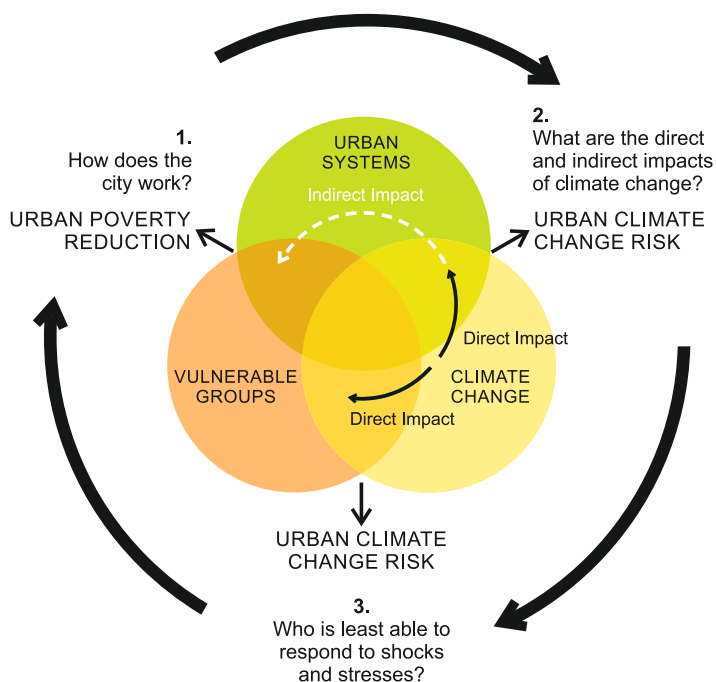 1.
How does the
city work?
URBAN POVERTY
REDUCTION
2.
What are the direct
and indirect impacts
of climate change?
URBAN CLIMATE
CHANGE RISK
URBAN
SYSTEMS
Indirect Impact
Direct Impact
VULNERABLE
GROUPS
CLIMATE
CHANGE
Direct Impact
URBAN CLIMATE
CHANGE RISK
3.
Who is least able to
respond to shocks
and stresses?